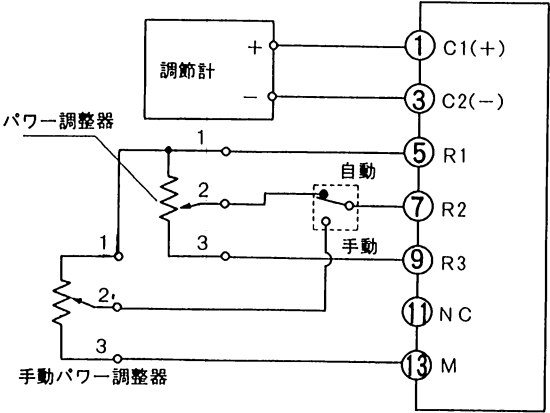 調節計
+
−
① C1(+)
③ C2(−)
パワー調整器
1
⑤ R1
自動
2
⑦ R2
手動
1
3
⑨ R3
2'
⑪ NC
3
⑬ M
手動パワー調整器